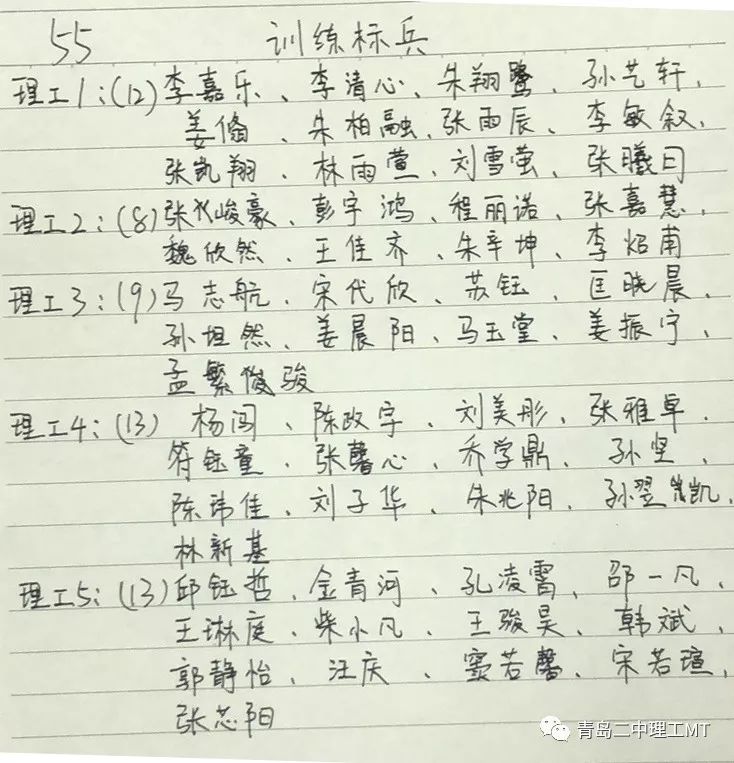 55 训练标兵
理工1:(12)李嘉乐、李清心、朱翔鹭、孙艺轩、
姜脩、朱柏融、张雨辰、李敏叙、
张凯翔、林雨萱、刘雪莹、张曦曰
理工2:(8)张峻豪、彭宇鸿、程丽诺、张嘉慧、
魏欣然、王佳齐、朱辛坤、李炤甫
理工3:(9)马志航、宋代欣、苏钰、匡晓晨、
孙坦然、姜晨阳、马玉堂、姜振宁、
孟繁俊骏
理工4:(13)杨闯、陈政宇、刘美彤、张雅卓、
符钰童、张馨心、乔学鼎、孙坚、
陈玮佳、刘子华、朱兆阳、孙翌凯、
林新基
理工5:(13)邱钰哲、金青河、孔凌霄、邵一凡、
王琳庭、柴小凡、王骏昊、韩斌、
郭静怡、汪庆、窦若馨、宋若瑄、
张芯阳
青岛二中理工MT